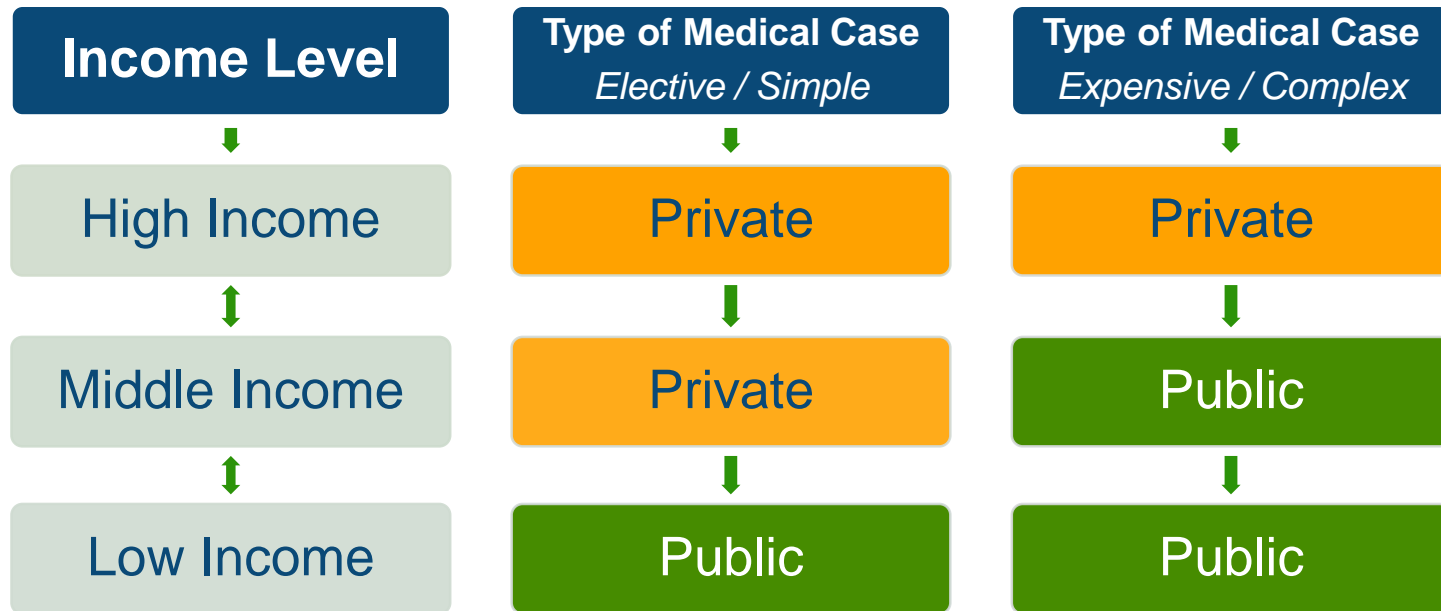 Income Level
Type of Medical Case
Elective / Simple
Type of Medical Case
Expensive / Complex
High Income
Private
Private
Middle Income
Private
Public
Low Income
Public
Public